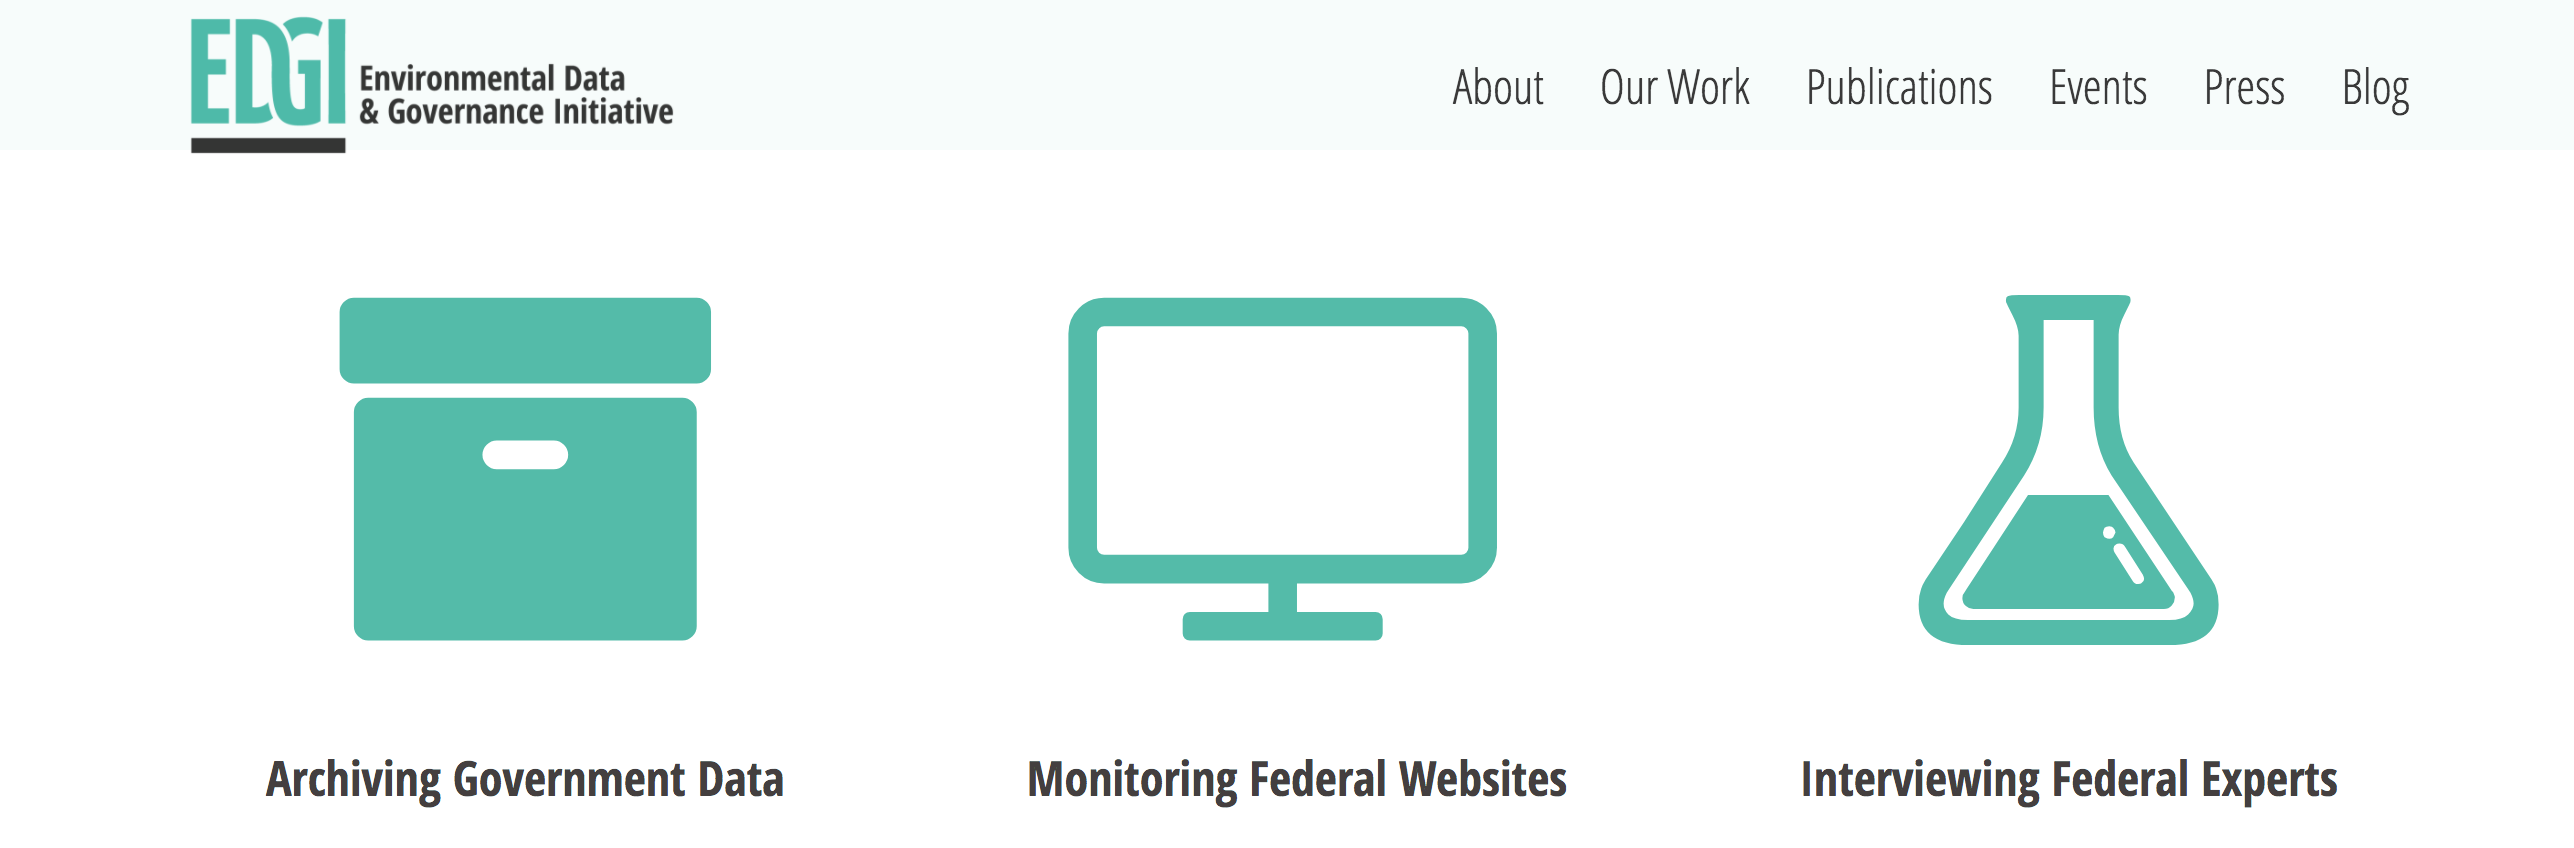 EDGI
Environmental Data
& Governance Initiative
About Our Work Publications Events Press Blog
Archiving Government Data
Monitoring Federal Websites
Interviewing Federal Experts